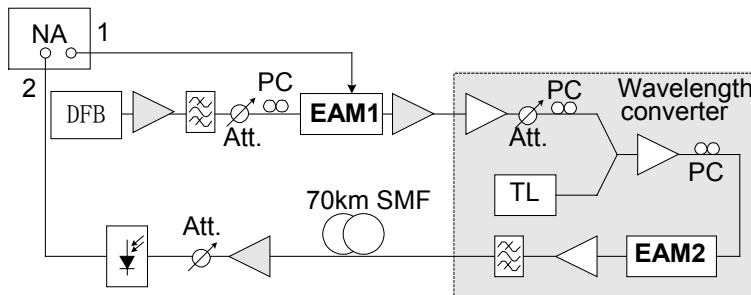 NA
1
2
DFB
Att.
PC
EAM1
Wavelength
converter
PC
Att.
TL
PC
EAM2
70km SMF
Att.